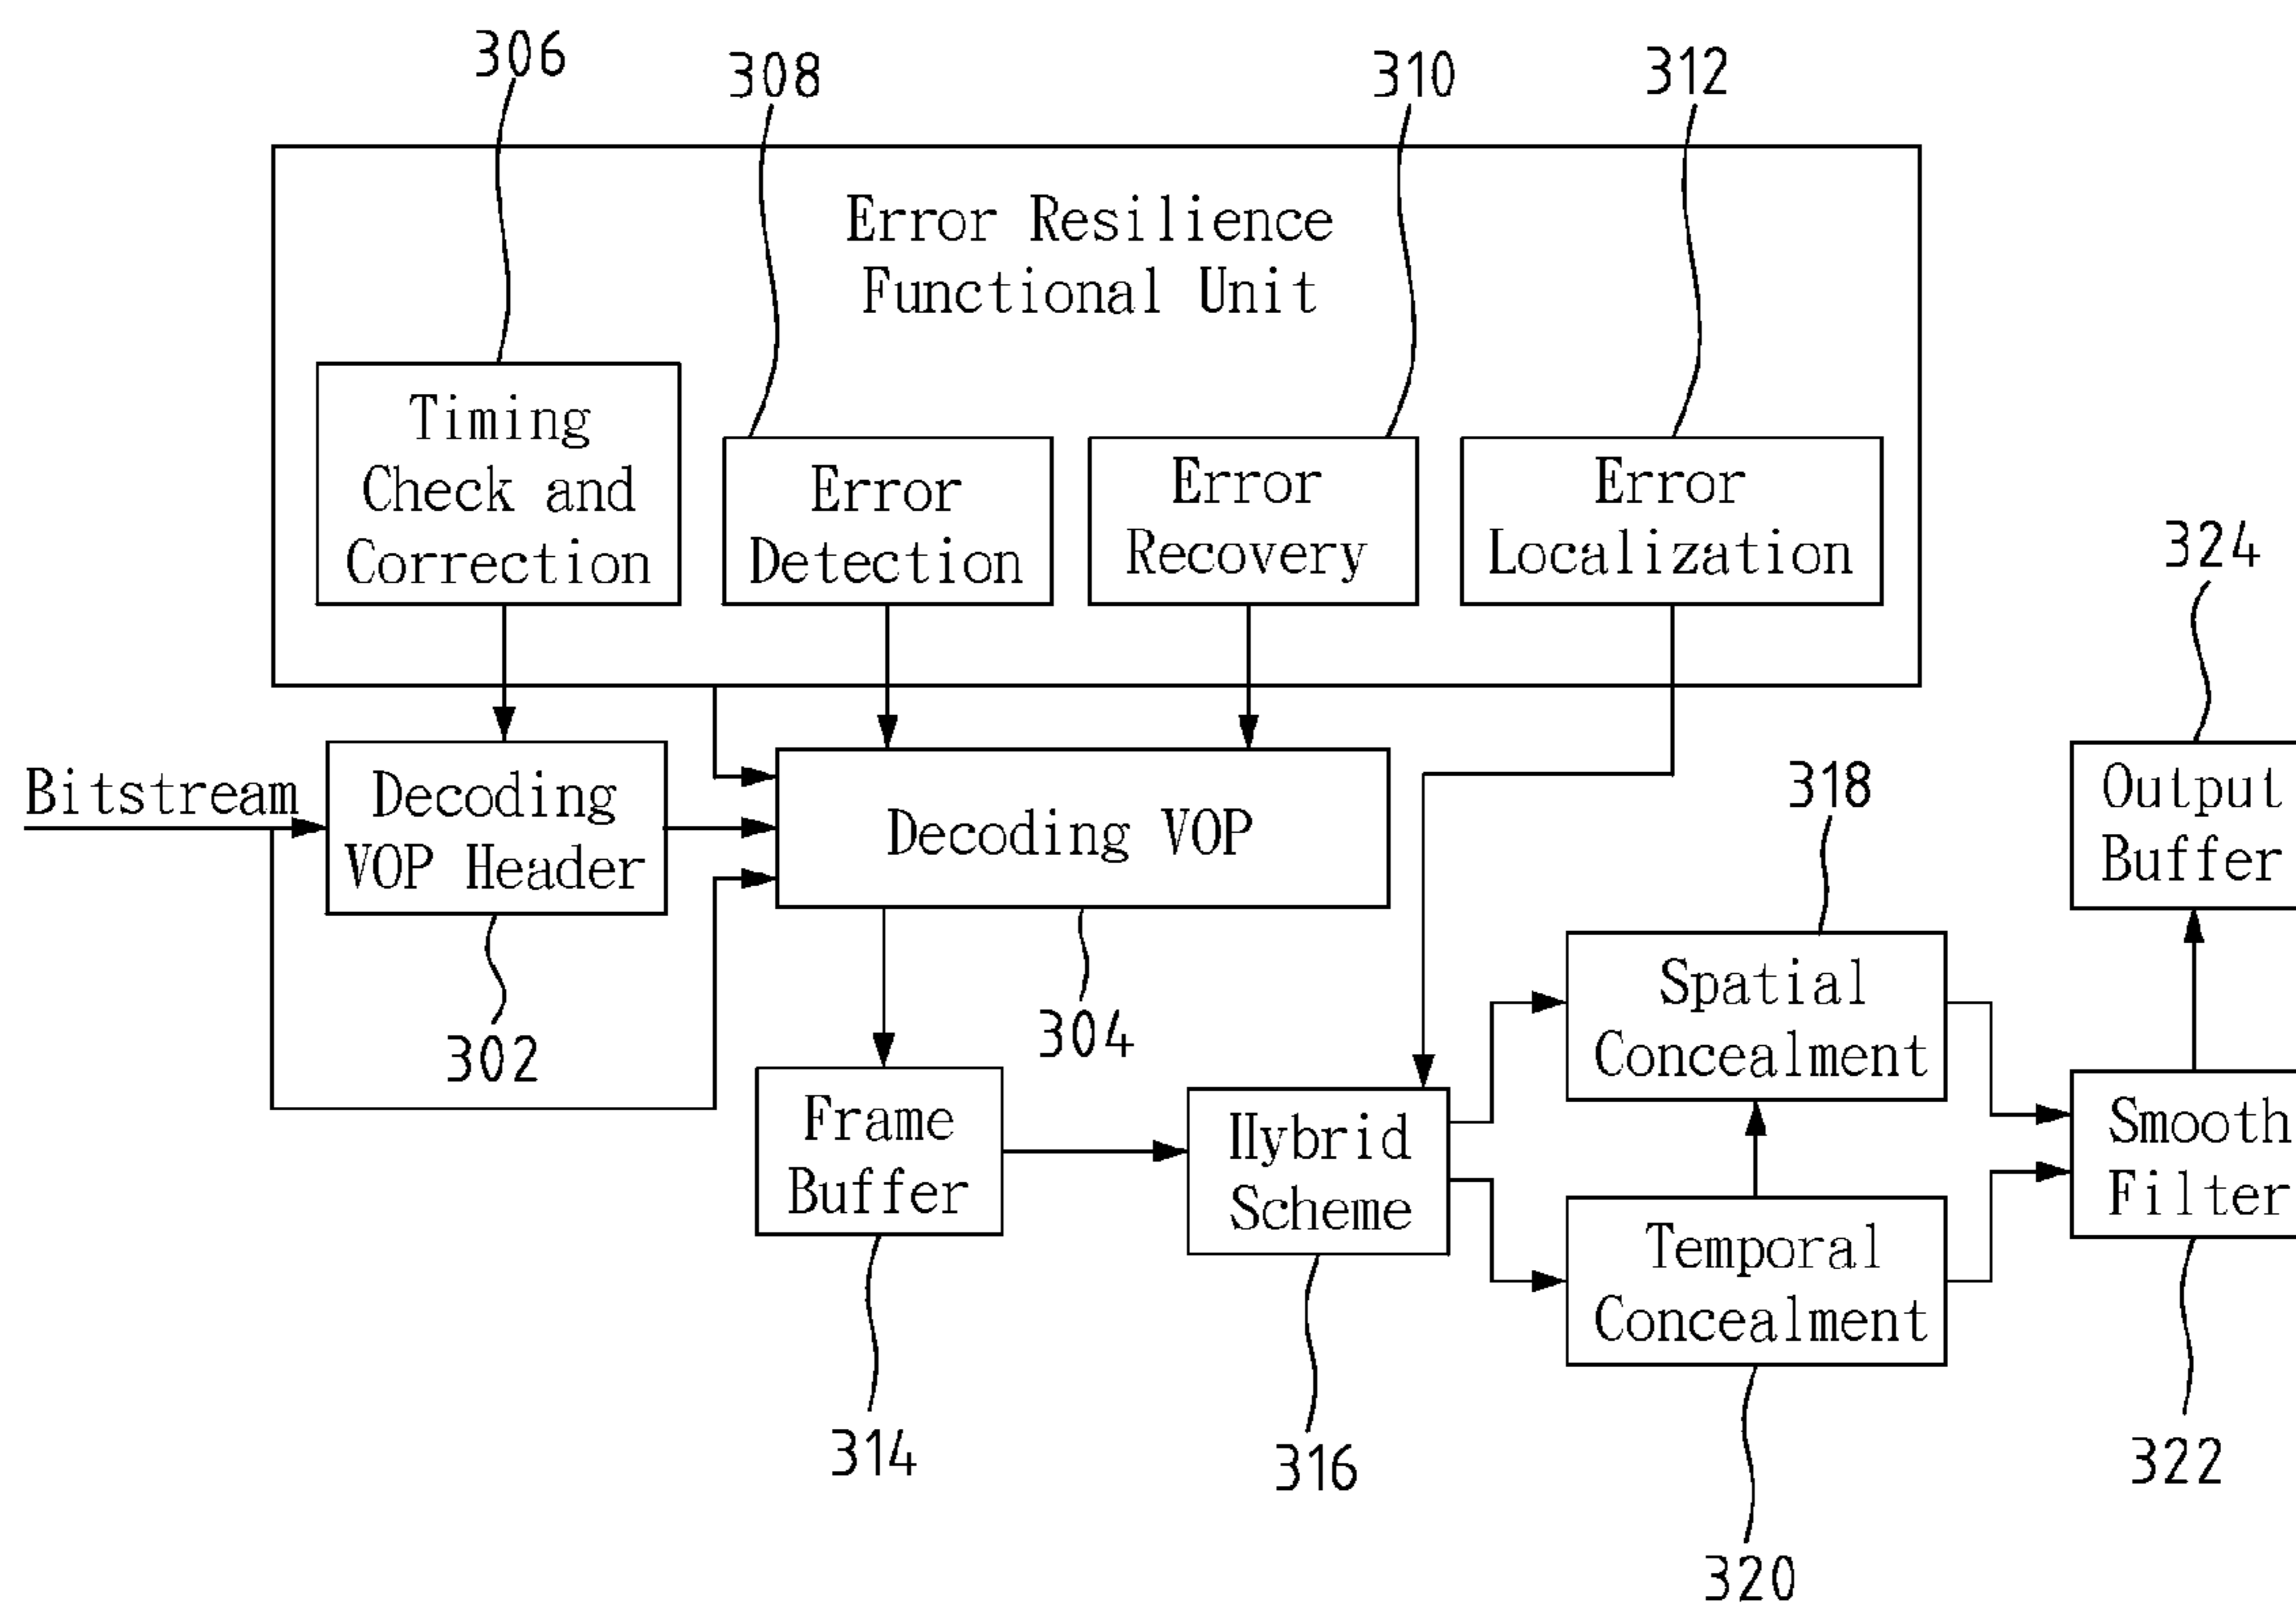 306
308
310
312
Error Resilience
Functional Unit
Timing
Check and
Correction
Error
Detection
Error
Recovery
Error
Localization
324
Bitstream
Decoding
VOP Header
Decoding VOP
318
Output
Buffer
302
304
Spatial
Concealment
Frame
Buffer
Hybrid
Scheme
Smooth
Filter
Temporal
Concealment
314
316
322
320